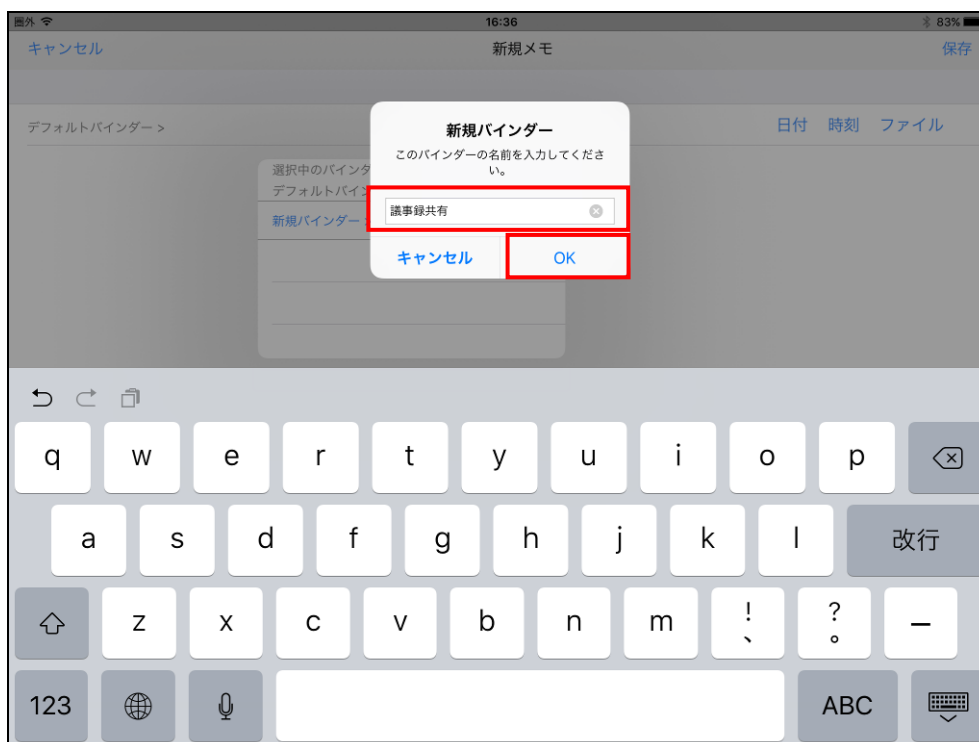 圏外 16:36 83%
キャンセル 新規メモ 保存
デフォルトバインダー > 日付 時刻 ファイル
新規バインダー
このバインダーの名前を入力してくださ
い。
選択中のバインダ
デフォルトバイン
議事録共有
新規バインダー
キャンセル OK
q w e r t y u i o p
a s d f g h j k l 改行
z x c v b n m ! 、 ? 。 ー
123 ABC